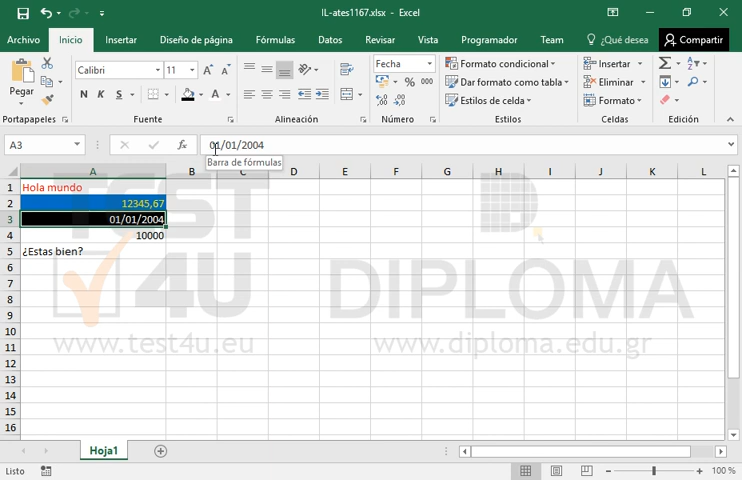 IL-ates1167.xlsx - Excel
Archivo Inicio Insertar Diseño de página Fórmulas Datos Revisar Vista Programador Team ¿Qué desea Compartir
Pegar
Calibri 11
N K S
A
Fecha
% 000
Formato condicional
Dar formato como tabla
Estilos de celda
Insertar
Eliminar
Formato
Portapapeles Fuente Alineación Número Estilos Celdas Edición
A3 fx 01/01/2004
Barra de fórmulas
A B C D E F G H I J K L
1 Hola mundo
2 12345,67
3 01/01/2004
4 10000
5 ¿Estas bien?
6
7
8
9
10
11
12
13
14
15
16
TEST4U
www.test4u.eu
DIPLOMA
www.diploma.edu.gr
Hoja1
Listo 100 %